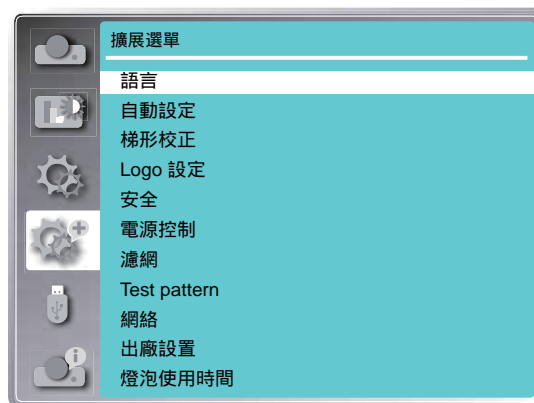 擴展選單
語言
自動設定
梯形校正
Logo 設定
安全
電源控制
濾網
Test pattern
網絡
出廠設置
燈泡使用時間